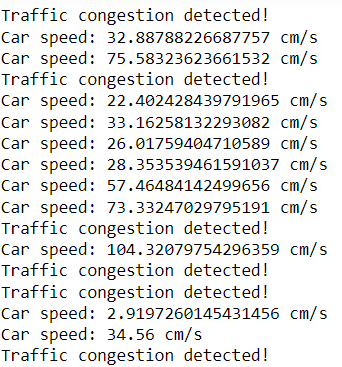 Traffic congestion detected!
Car speed: 32.88788226687757 cm/s
Car speed: 75.58323623661532 cm/s
Traffic congestion detected!
Car speed: 22.402428439791965 cm/s
Car speed: 33.16258132293082 cm/s
Car speed: 26.01759404710589 cm/s
Car speed: 28.353539461591037 cm/s
Car speed: 57.46484142499656 cm/s
Car speed: 73.33247029795191 cm/s
Traffic congestion detected!
Car speed: 104.32079754296359 cm/s
Traffic congestion detected!
Traffic congestion detected!
Car speed: 2.9197260145431456 cm/s
Car speed: 34.56 cm/s
Traffic congestion detected!